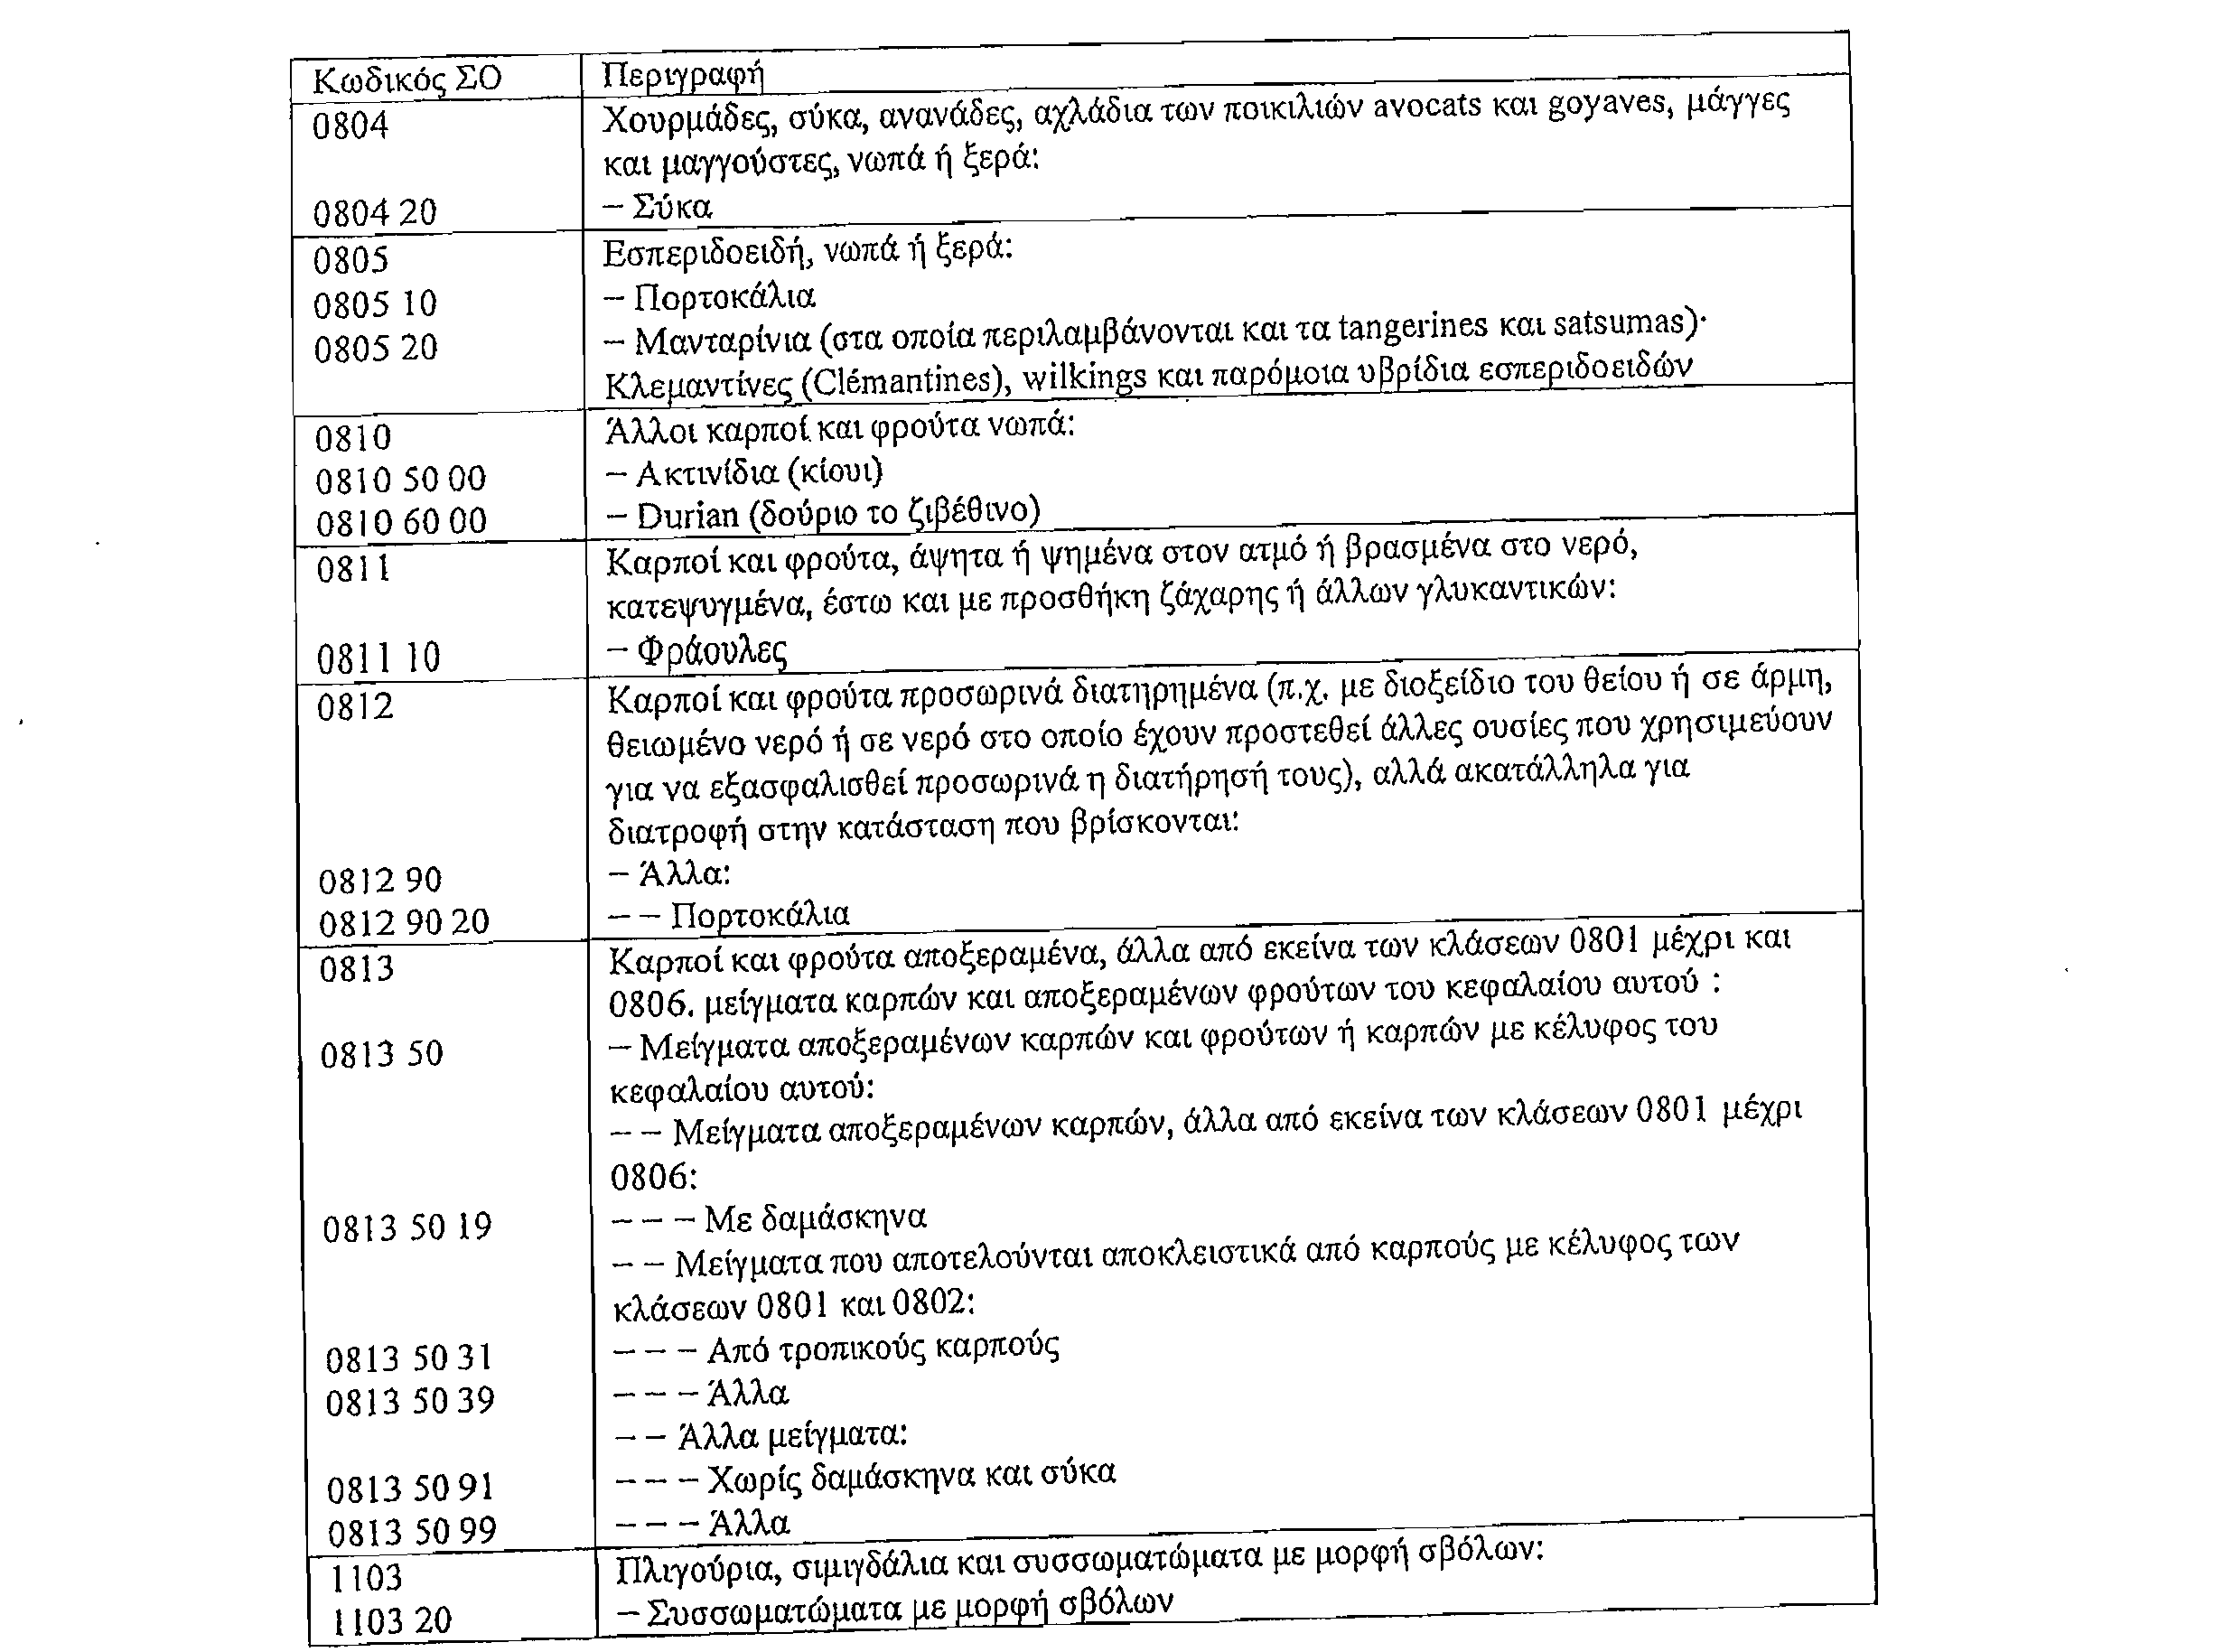 Κωδικός ΣΟ Περιγραφή
0804 Χουρμάδες, σύκα, ανανάδες, αχλάδια των ποικιλιών avocats και goyaves, μάγγες
και μαγγούστες, νωπά ή ξερά:
0804 20 – Σύκα
0805 Εσπεριδοειδή, νωπά ή ξερά:
0805 10 – Πορτοκάλια
0805 20 – Μανταρίνια (στα οποία περιλαμβάνονται και τα tangerines και satsumas)·
Κλεμαντίνες (Clémantines), wilkings και παρόμοια υβρίδια εσπεριδοειδών
0810 Άλλοι καρποί και φρούτα νωπά:
0810 50 00 – Ακτινίδια (κίουι)
0810 60 00 – Durian (δούριο το ζιβέθινο)
0811 Καρποί και φρούτα, άψητα ή ψημένα στον ατμό ή βρασμένα στο νερό,
κατεψυγμένα, έστω και με προσθήκη ζάχαρης ή άλλων γλυκαντικών:
0811 10 – Φράουλες
0812 Καρποί και φρούτα προσωρινά διατηρημένα (π.χ. με διοξείδιο του θείου ή σε άρμη,
θειωμένο νερό ή σε νερό στο οποίο έχουν προστεθεί άλλες ουσίες που χρησιμεύουν
για να εξασφαλισθεί προσωρινά η διατήρησή τους), αλλά ακατάλληλα για
διατροφή στην κατάσταση που βρίσκονται:
0812 90 – Άλλα:
0812 90 20 – – Πορτοκάλια
0813 Καρποί και φρούτα αποξεραμένα, άλλα από εκείνα των κλάσεων 0801 μέχρι και
0806. μείγματα καρπών και αποξεραμένων φρούτων του κεφαλαίου αυτού :
0813 50 – Μείγματα αποξεραμένων καρπών και φρούτων ή καρπών με κέλυφος του
κεφαλαίου αυτού:
– – Μείγματα αποξεραμένων καρπών, άλλα από εκείνα των κλάσεων 0801 μέχρι
0806:
0813 50 19 – – – Με δαμάσκηνα
– – Μείγματα που αποτελούνται αποκλειστικά από καρπούς με κέλυφος των
κλάσεων 0801 και 0802:
0813 50 31 – – – Από τροπικούς καρπούς
0813 50 39 – – – Άλλα
– – Άλλα μείγματα:
0813 50 91 – – – Χωρίς δαμάσκηνα και σύκα
0813 50 99 – – – Άλλα
1103 Πλιγούρια, σιμιγδάλια και συσσωματώματα με μορφή σβόλων:
1103 20 – Συσσωματώματα με μορφή σβόλων